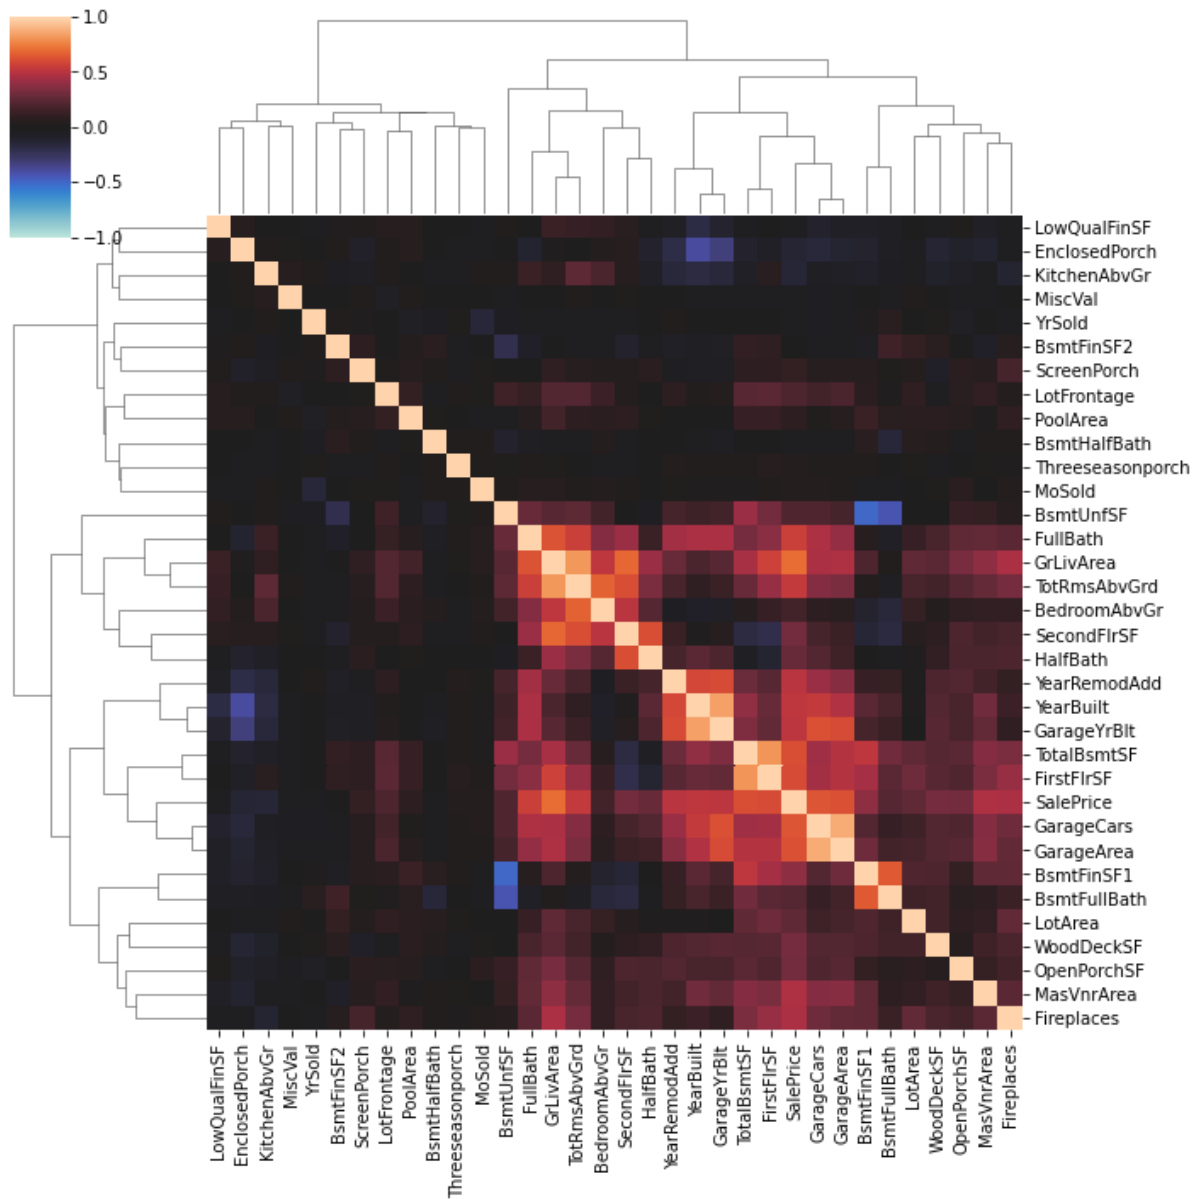 1.0
0.5
0.0
−0.5
−1.0
LowQualFinSF
EnclosedPorch
KitchenAbvGr
MiscVal
YrSold
BsmtFinSF2
ScreenPorch
LotFrontage
PoolArea
BsmtHalfBath
Threeseasonporch
MoSold
BsmtUnfSF
FullBath
GrLivArea
TotRmsAbvGrd
BedroomAbvGr
SecondFlrSF
HalfBath
YearRemodAdd
YearBuilt
GarageYrBlt
TotalBsmtSF
FirstFlrSF
SalePrice
GarageCars
GarageArea
BsmtFinSF1
BsmtFullBath
LotArea
WoodDeckSF
OpenPorchSF
MasVnrArea
Fireplaces
LowQualFinSF
EnclosedPorch
KitchenAbvGr
MiscVal
YrSold
BsmtFinSF2
ScreenPorch
LotFrontage
PoolArea
BsmtHalfBath
Threeseasonporch
MoSold
BsmtUnfSF
FullBath
GrLivArea
TotRmsAbvGrd
BedroomAbvGr
SecondFlrSF
HalfBath
YearRemodAdd
YearBuilt
GarageYrBlt
TotalBsmtSF
FirstFlrSF
SalePrice
GarageCars
GarageArea
BsmtFinSF1
BsmtFullBath
LotArea
WoodDeckSF
OpenPorchSF
MasVnrArea
Fireplaces